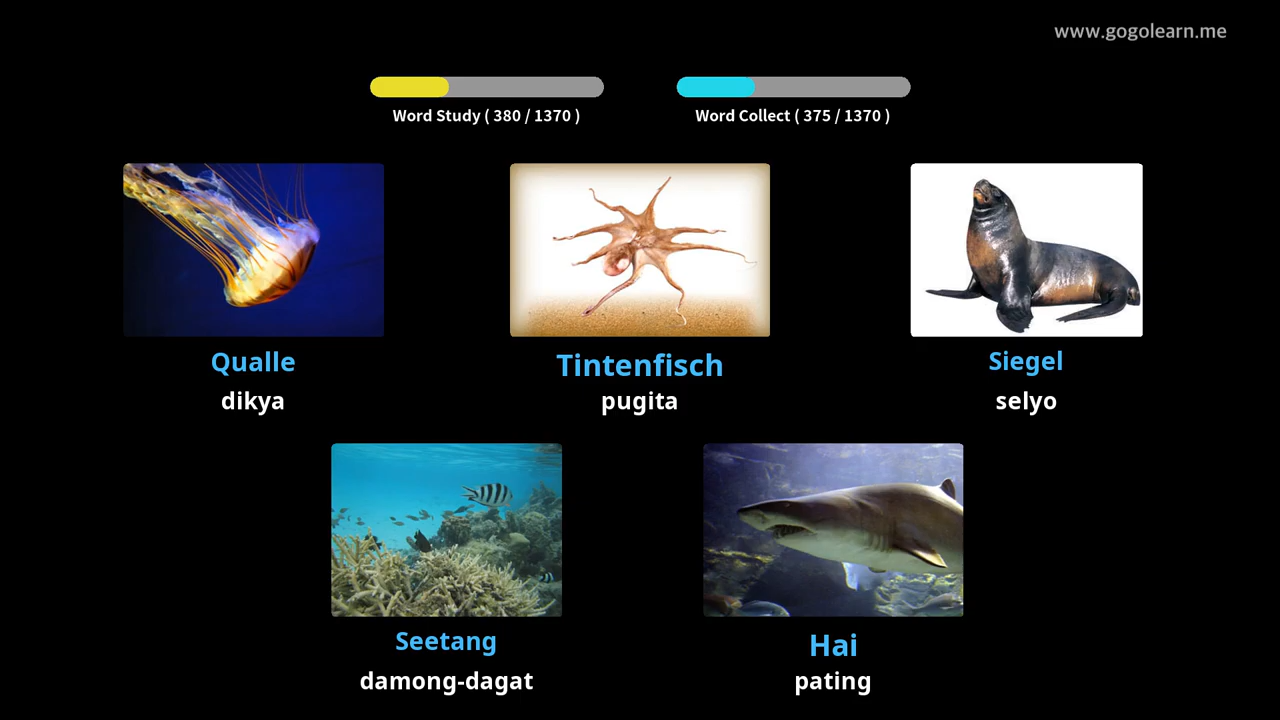 www.gogolearn.me
Word Study ( 380 / 1370 )
Word Collect ( 375 / 1370 )
Qualle
dikya
Tintenfisch
pugita
Siegel
selyo
Seetang
damong-dagat
Hai
pating